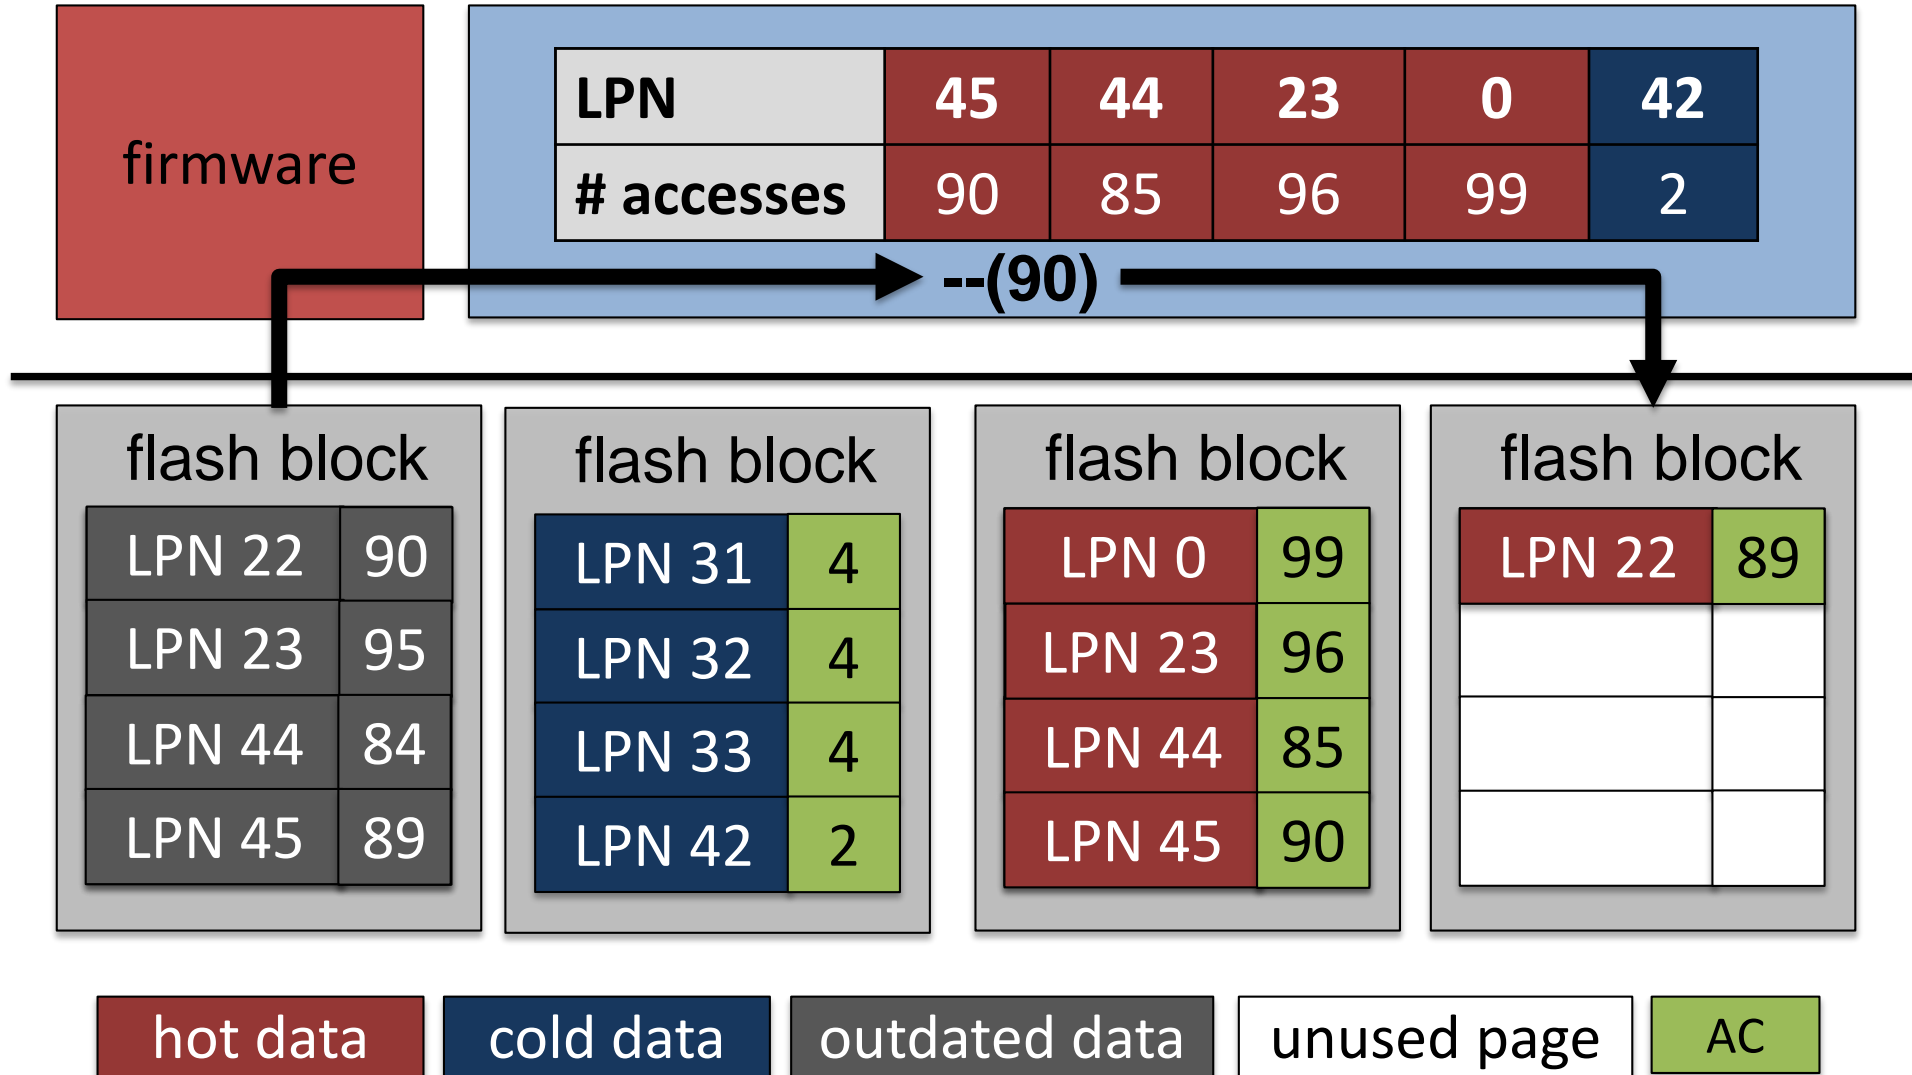 firmware
LPN 45 44 23 0 42
# accesses 90 85 96 99 2
--(90)
flash block
LPN 22 90
LPN 23 95
LPN 44 84
LPN 45 89
flash block
LPN 31 4
LPN 32 4
LPN 33 4
LPN 42 2
flash block
LPN 0 99
LPN 23 96
LPN 44 85
LPN 45 90
flash block
LPN 22 89
hot data
cold data
outdated data
unused page
AC